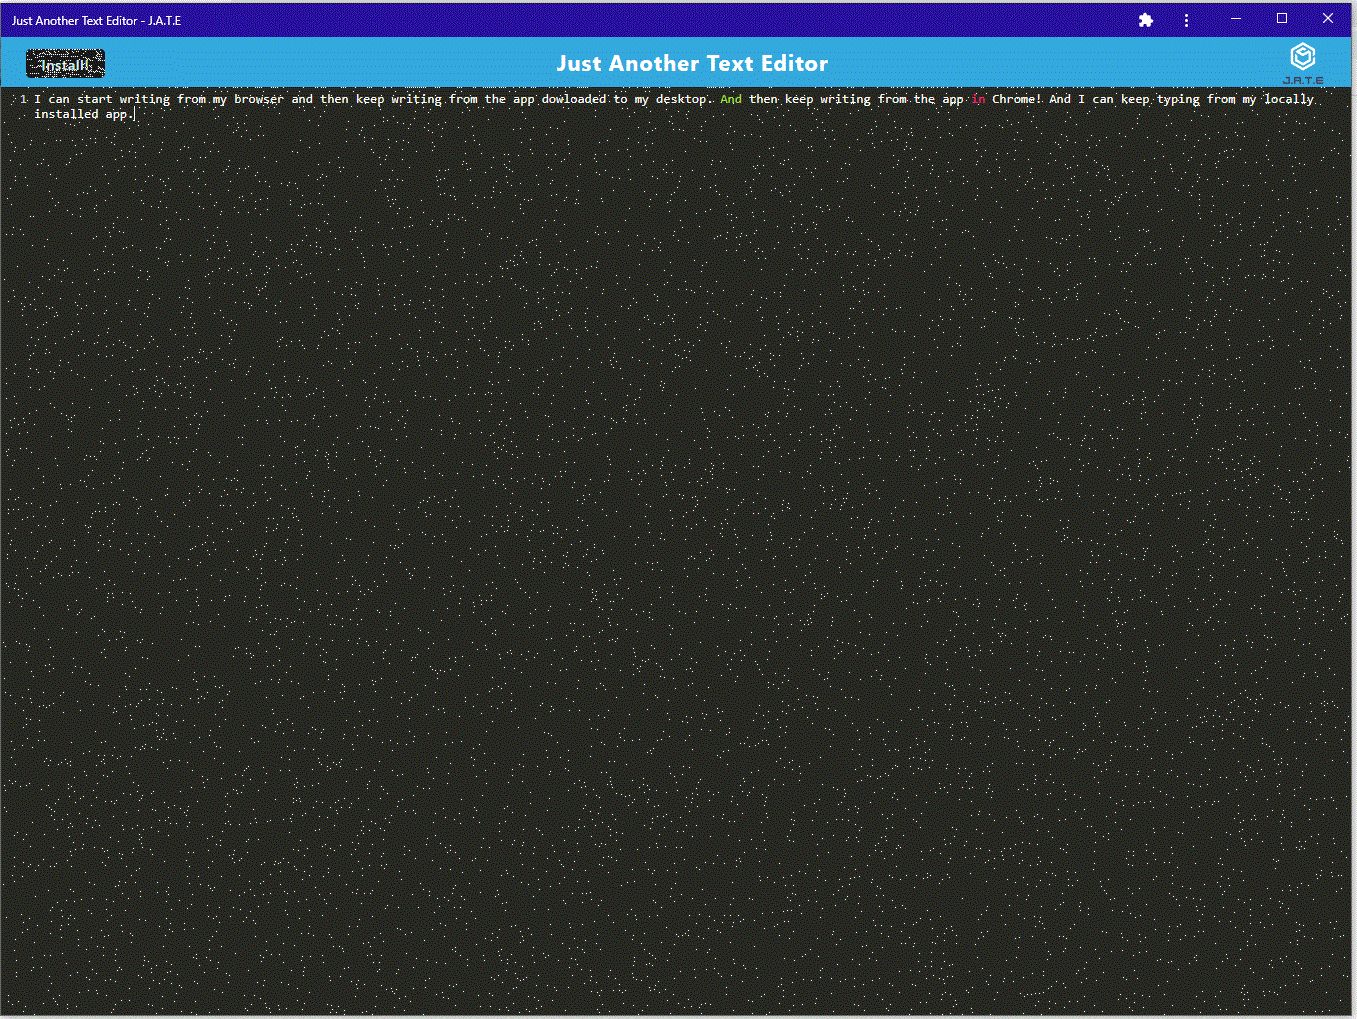 Just Another Text Editor - J.A.T.E
Install!
Just Another Text Editor
J.A.T.E
1 I can start writing from my browser and then keep writing from the app dowloaded to my desktop. And then keep writing from the app in Chrome! And I can keep typing from my locally
installed app.